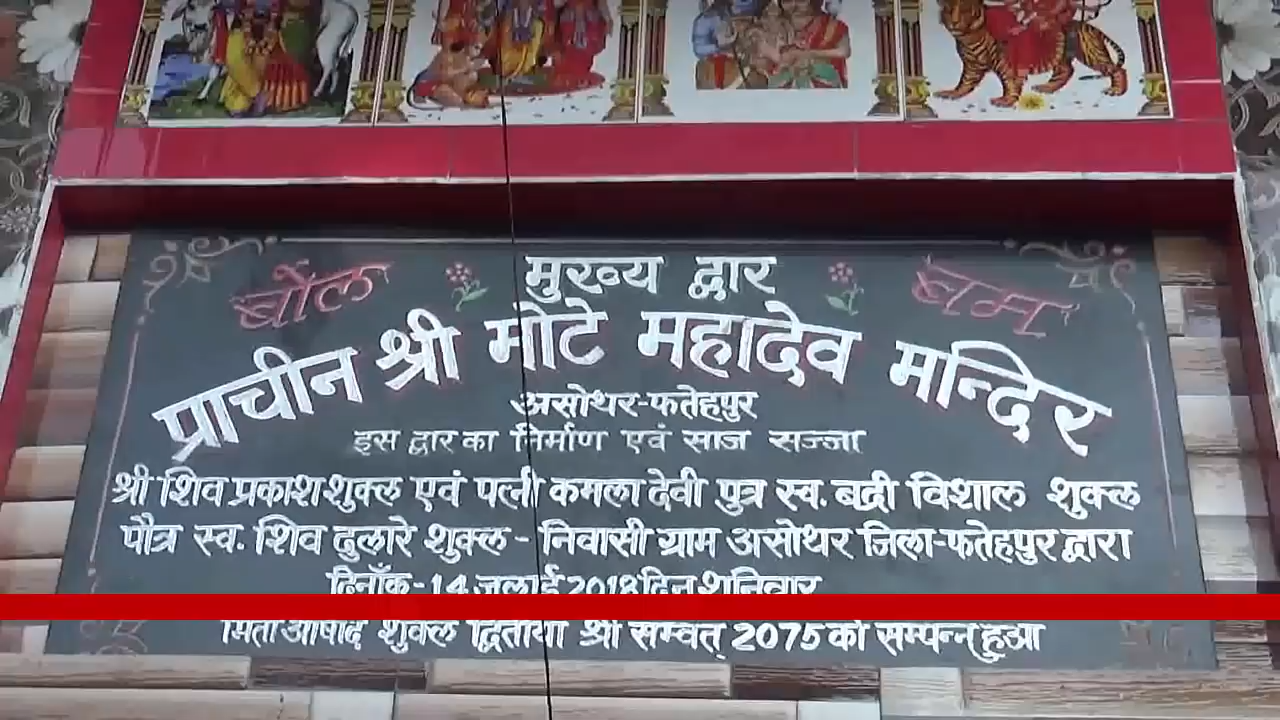 बोल मुख्य द्वार बम
प्राचीन श्री मोटे महादेव मन्दिर
असोथर-फतेहपुर
इस द्वार का निर्माण एवं साज सज्जा
श्री शिव प्रकाश शुक्ल एवं पत्नी कमला देवी पुत्र स्व. बद्री विशाल शुक्ल
पौत्र स्व. शिव दुलारे शुक्ल - निवासी ग्राम असोथर जिला-फतेहपुर द्वारा
दिनाँक - 14 जुलाई 2018 दिन शनिवार
मिती आषाढ़ शुक्ल द्वितीया श्री सम्वत् 2075 को सम्पन्न हुआ